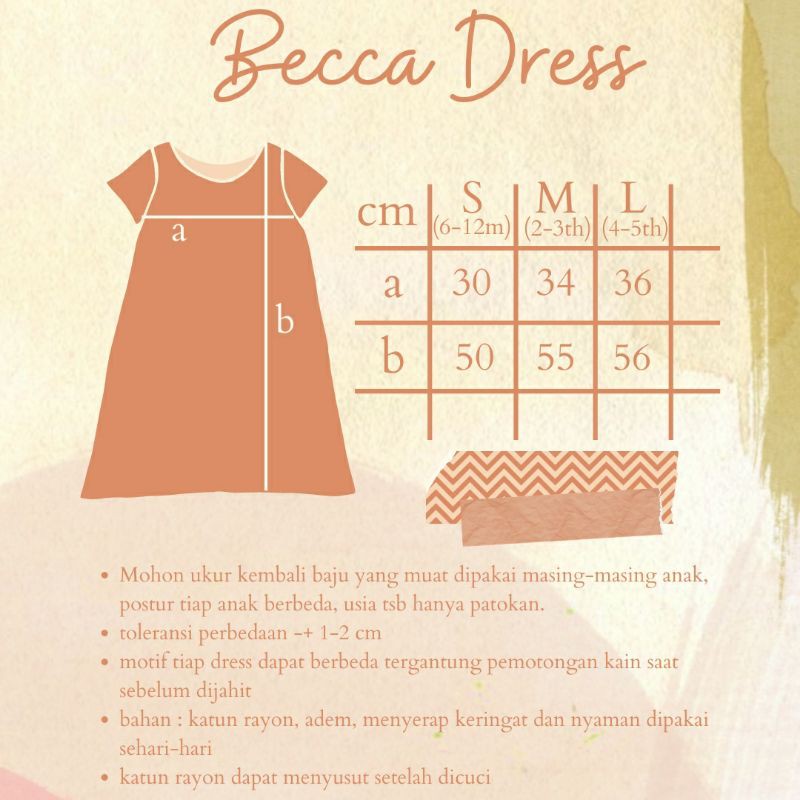 Becca Dress
a
b
cm S M L
(6-12m) (2-3th) (4-5th)
a 30 34 36
b 50 55 56
• Mohon ukur kembali baju yang muat dipakai masing-masing anak,
postur tiap anak berbeda, usia tsb hanya patokan.
• toleransi perbedaan -+ 1-2 cm
• motif tiap dress dapat berbeda tergantung pemotongan kain saat
sebelum dijahit
• bahan : katun rayon, adem, menyerap keringat dan nyaman dipakai
sehari-hari
• katun rayon dapat menyusut setelah dicuci